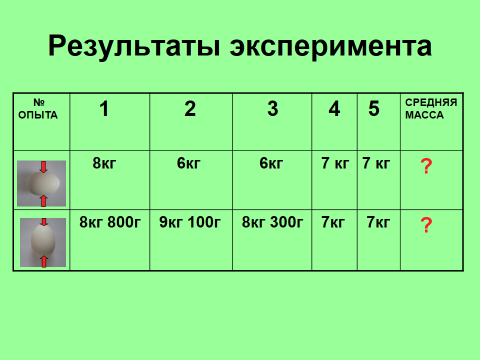 Результаты эксперимента
№ ОПЫТА 1 2 3 4 5 СРЕДНЯЯ МАССА
8кг 6кг 6кг 7 кг 7 кг ?
8кг 800г 9кг 100г 8кг 300г 7кг 7кг ?